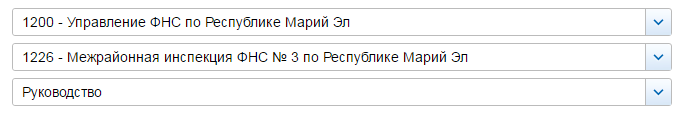 1200 - Управление ФНС по Республике Марий Эл
1226 - Межрайонная инспекция ФНС № 3 по Республике Марий Эл
Руководство